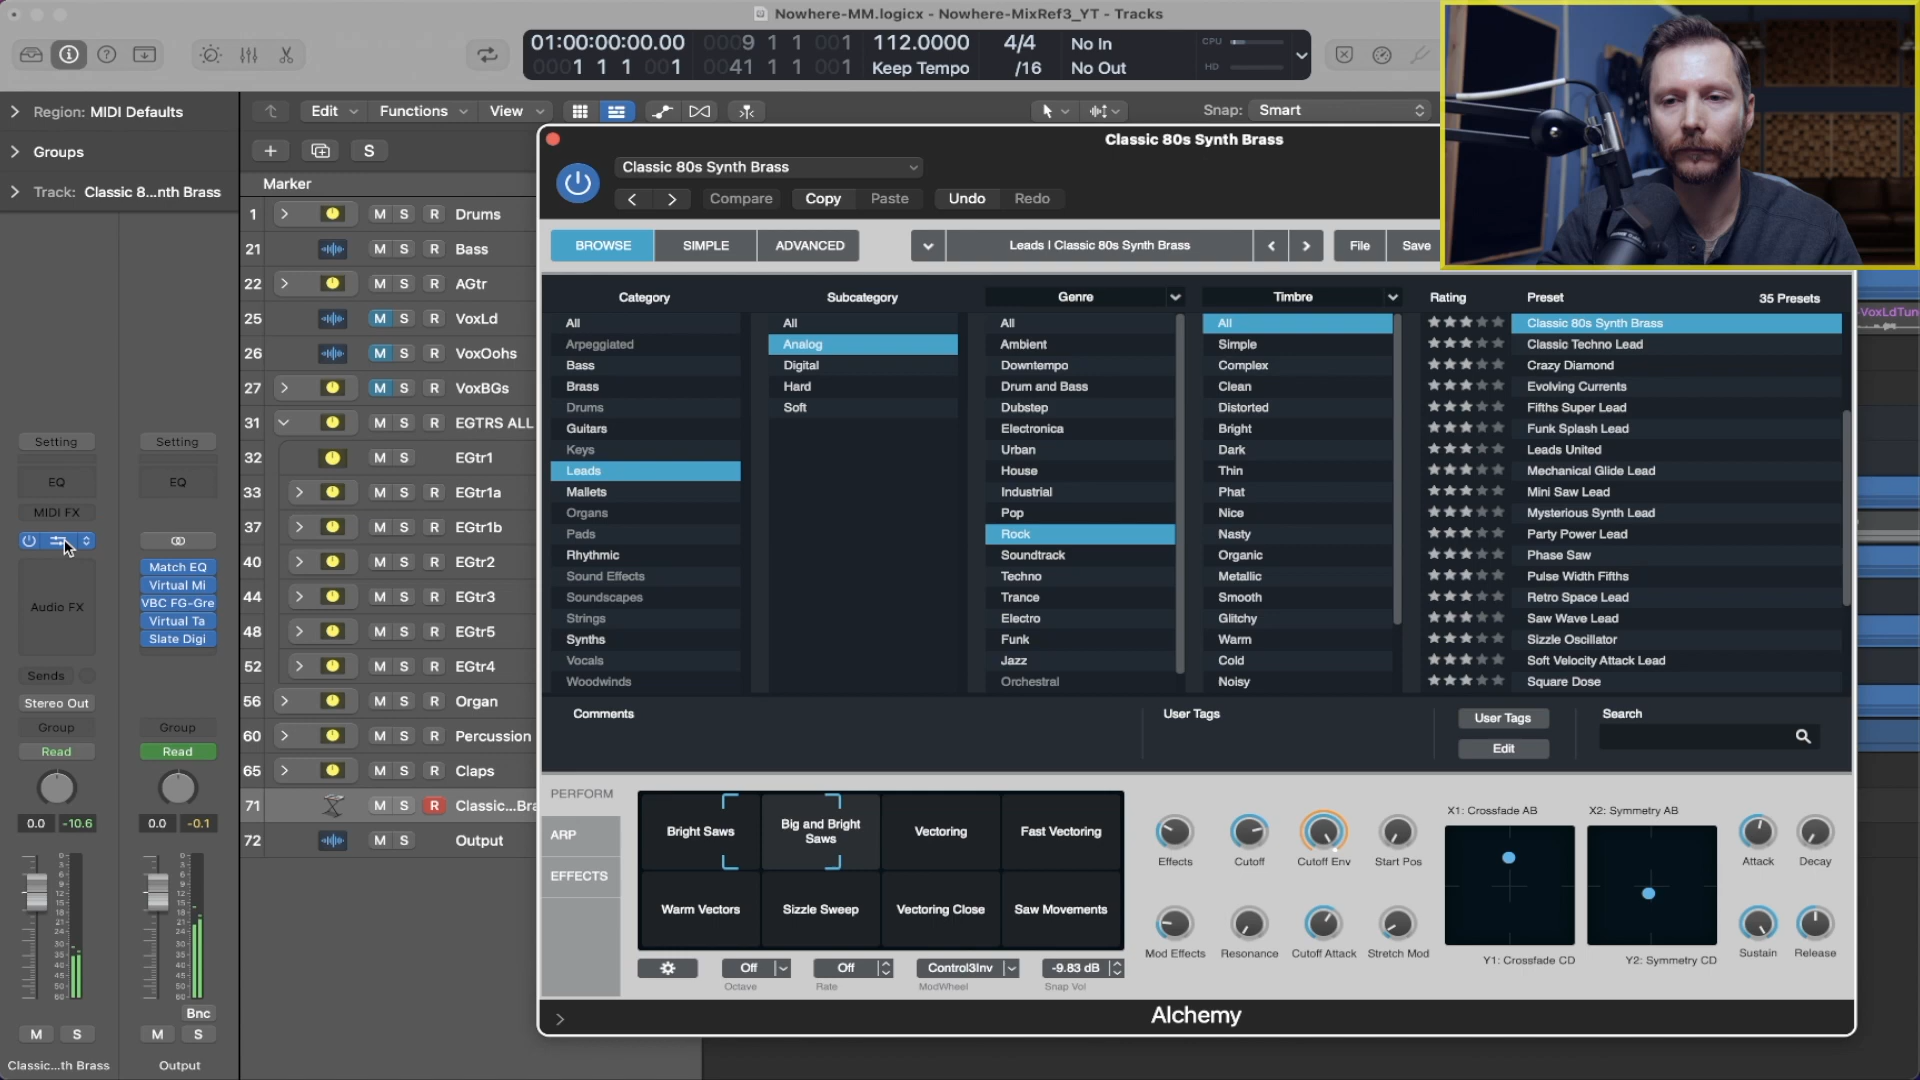 Nowhere-MM.logicx - Nowhere-MixRef3_YT - Tracks
01:00:00:00.00
1 1 1 001
0009 1 1 001
0041 1 1 001
112.0000
Keep Tempo
4/4
/16
No In
No Out
CPU
HD
Region: MIDI Defaults
Groups
Track: Classic 8...nth Brass
Edit
Functions
View
Snap: Smart
S
Marker
1 M S R Drums
21 M S R Bass
22 M S R AGtr
25 M S R VoxLd
26 M S R VoxOohs
27 M S R VoxBGs
31 M S R EGTRS ALL
32 M S EGtr1
33 M S R EGtr1a
37 M S R EGtr1b
40 M S R EGtr2
44 M S R EGtr3
48 M S R EGtr5
52 M S R EGtr4
56 M S R Organ
60 M S R Percussion
65 M S R Claps
71 M S R Classic...Bra
72 M S Output
Setting
EQ
MIDI FX
Audio FX
Sends
Stereo Out
Group
Read
0.0 -10.6
M S
Classic...th Brass
Setting
EQ
Match EQ
Virtual Mi
VBC FG-Gre
Virtual Ta
Slate Digi
Group
Read
0.0 -0.1
Bnc
M S
Output
Classic 80s Synth Brass
Classic 80s Synth Brass
Compare
Copy
Paste
Undo
Redo
BROWSE
SIMPLE
ADVANCED
Leads | Classic 80s Synth Brass
File
Save
Category
All
Arpeggiated
Bass
Brass
Drums
Guitars
Keys
Leads
Mallets
Organs
Pads
Rhythmic
Sound Effects
Soundscapes
Strings
Synths
Vocals
Woodwinds
Subcategory
All
Analog
Digital
Hard
Soft
Genre
All
Ambient
Downtempo
Drum and Bass
Dubstep
Electronica
Urban
House
Industrial
Pop
Rock
Soundtrack
Techno
Trance
Electro
Funk
Jazz
Orchestral
Timbre
All
Simple
Complex
Clean
Distorted
Bright
Dark
Thin
Phat
Nice
Nasty
Organic
Metallic
Smooth
Glitchy
Warm
Cold
Noisy
Rating
Preset
35 Presets
Classic 80s Synth Brass
Classic Techno Lead
Crazy Diamond
Evolving Currents
Fifths Super Lead
Funk Splash Lead
Leads United
Mechanical Glide Lead
Mini Saw Lead
Mysterious Synth Lead
Party Power Lead
Phase Saw
Pulse Width Fifths
Retro Space Lead
Saw Wave Lead
Sizzle Oscillator
Soft Velocity Attack Lead
Square Dose
VoxLdTun
Comments
User Tags
User Tags
Edit
Search
PERFORM
ARP
EFFECTS
Bright Saws
Big and Bright
Saws
Vectoring
Fast Vectoring
Warm Vectors
Sizzle Sweep
Vectoring Close
Saw Movements
Off
Octave
Off
Rate
Control3Inv
ModWheel
-9.83 dB
Snap Vol
Effects
Cutoff
Cutoff Env
Start Pos
Mod Effects
Resonance
Cutoff Attack
Stretch Mod
X1: Crossfade AB
Y1: Crossfade CD
X2: Symmetry AB
Y2: Symmetry CD
Attack
Decay
Sustain
Release
Alchemy